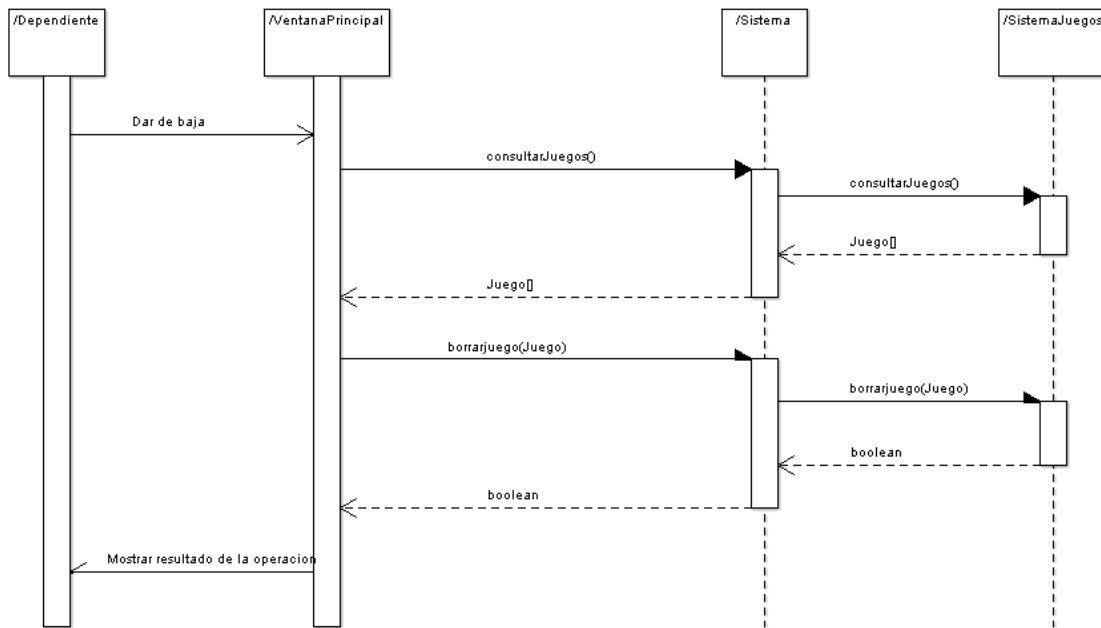 /Dependiente
/VentanaPrincipal
/Sistema
/SistemaJuegos
Dar de baja
consultarJuegos()
consultarJuegos()
Juego[]
Juego[]
borrarjuego(Juego)
borrarjuego(Juego)
boolean
boolean
Mostrar resultado de la operacion